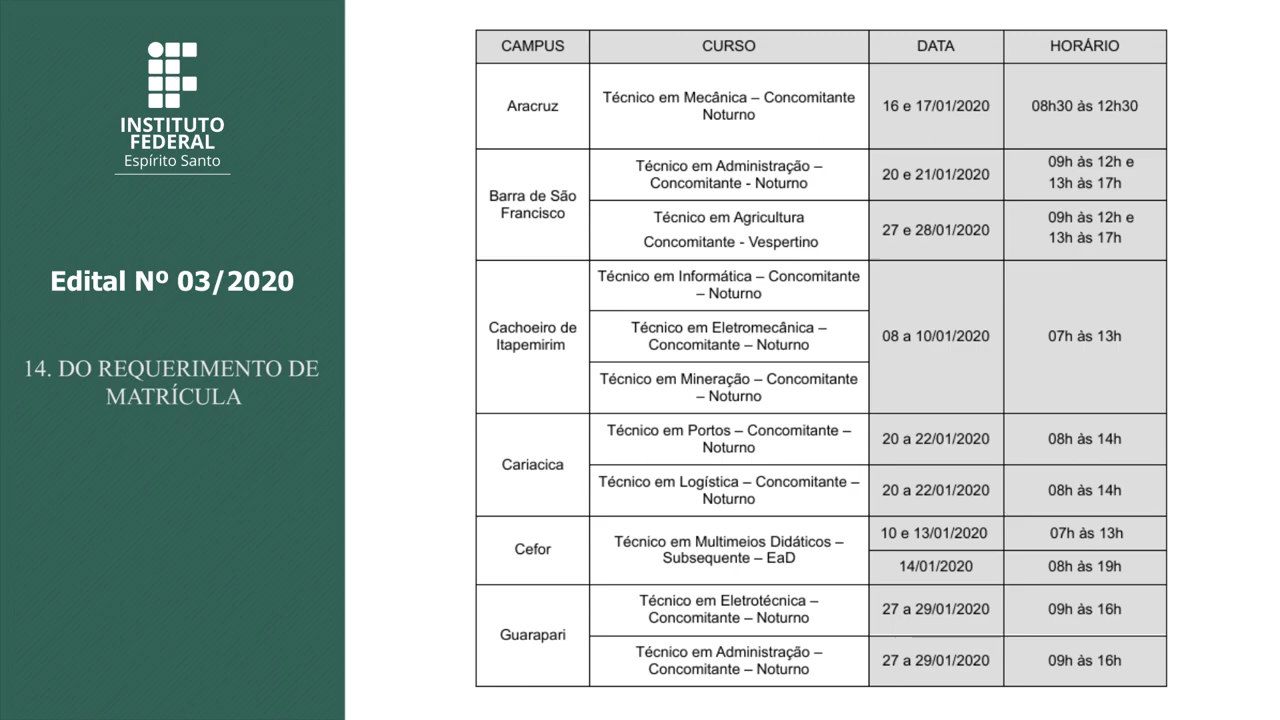 INSTITUTO
FEDERAL
Espírito Santo
Edital Nº 03/2020
14. DO REQUERIMENTO DE
MATRÍCULA
CAMPUS
CURSO
DATA
HORÁRIO
Aracruz
Técnico em Mecânica – Concomitante
Noturno
16 e 17/01/2020
08h30 às 12h30
Barra de São
Francisco
Técnico em Administração –
Concomitante - Noturno
20 e 21/01/2020
09h às 12h e
13h às 17h
Técnico em Agricultura
Concomitante - Vespertino
27 e 28/01/2020
09h às 12h e
13h às 17h
Cachoeiro de
Itapemirim
Técnico em Informática – Concomitante
– Noturno
Técnico em Eletromecânica –
Concomitante – Noturno
Técnico em Mineração – Concomitante
– Noturno
08 a 10/01/2020
07h às 13h
Cariacica
Técnico em Portos – Concomitante –
Noturno
20 a 22/01/2020
08h às 14h
Técnico em Logística – Concomitante –
Noturno
20 a 22/01/2020
08h às 14h
Cefor
Técnico em Multimeios Didáticos –
Subsequente – EaD
10 e 13/01/2020
07h às 13h
14/01/2020
08h às 19h
Guarapari
Técnico em Eletrotécnica –
Concomitante – Noturno
27 a 29/01/2020
09h às 16h
Técnico em Administração –
Concomitante – Noturno
27 a 29/01/2020
09h às 16h